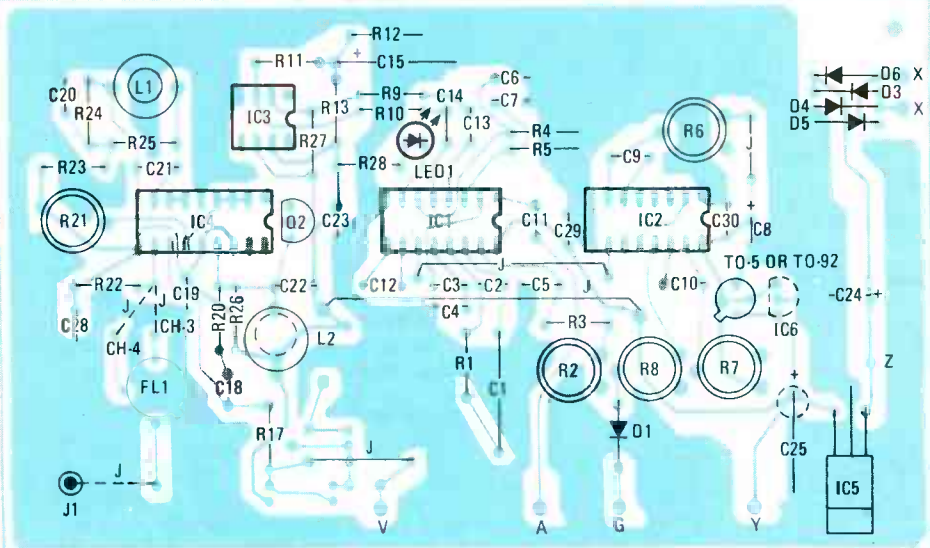 R12
R11
+
C15
C6
D6 X
C20
R24
L1
IC3
R13
R9
C14
C7
D3
R10
C13
R6
D4
X
R25
R27
R4
D5
J
R23
C21
R28
LED1
R5
C9
R21
IC4
Q2
C23
IC1
C11
C29
IC2
C30
+
C8
TO-5 OR TO-92
R22
C19
C22
C12
J
C3
C2
C5
J
C10
C24 +
J
J
C28
R20
R26
C4
IC6
CH-3
R3
CH-4
L2
R1
Z
FL1
C18
C1
R2
R8
R7
+
R17
D1
C25
J
J
IC5
J1
V
A
G
Y